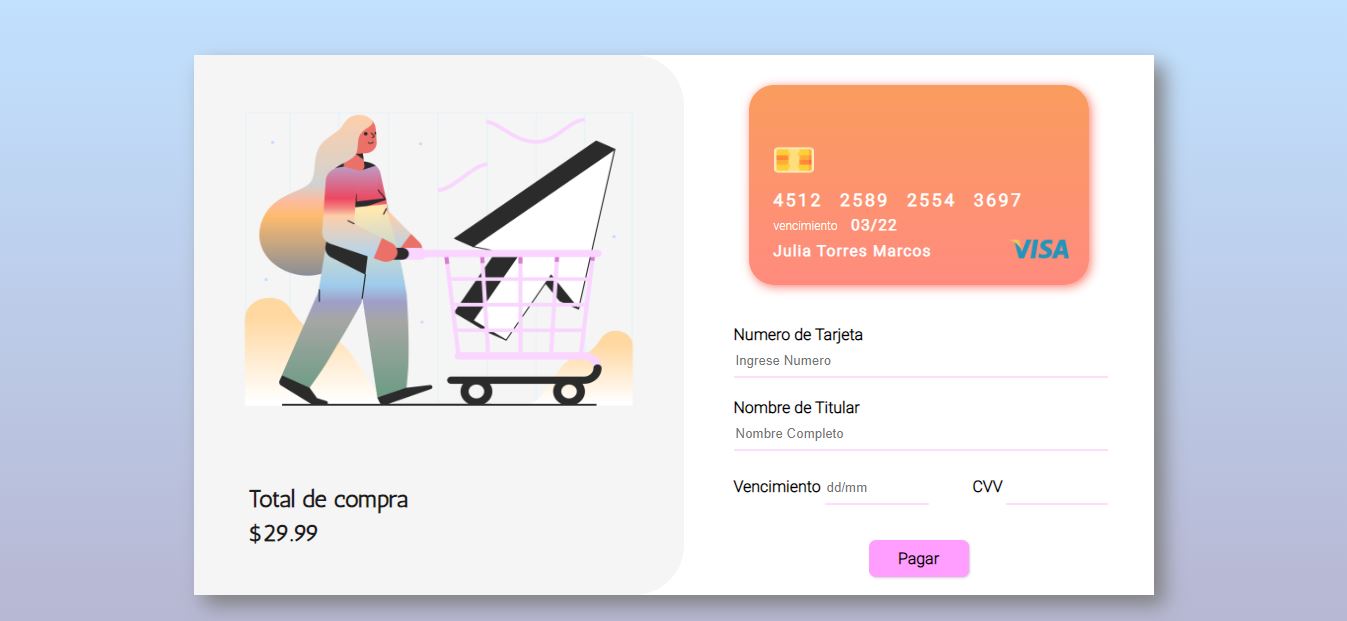 Total de compra
$29.99
4512 2589 2554 3697
vencimiento 03/22
Julia Torres Marcos
VISA
Numero de Tarjeta
Ingrese Numero
Nombre de Titular
Nombre Completo
Vencimiento dd/mm CVV
Pagar